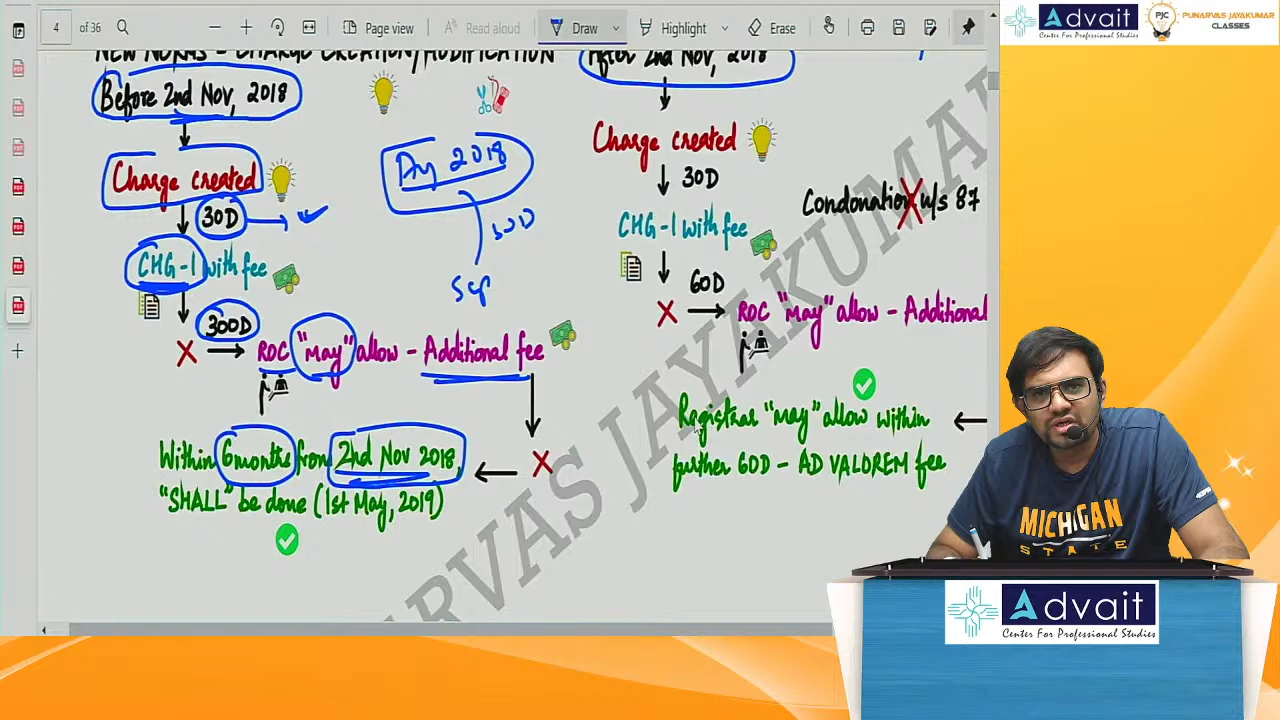 4 of 36 Page view Read aloud Draw Highlight Erase
Advait
Center For Professional Studies
PJC
PUNARVAS JAYAKUMAR
CLASSES
NEW NORMS - CHARGE CREATION/MODIFICATION
Before 2nd Nov, 2018
Charge created
30D
CHG-1 with fee
300D
X ROC "may" allow - Additional fee
X
Within 6months from 2nd Nov 2018,
"SHALL" be done (1st May, 2019)
2018
300D
Sep
After 2nd Nov, 2018
Charge created
30D
CHG-1 with fee
Condonation u/s 87
60D
X ROC "may" allow - Additional
Registrar "may" allow within
further 60D - AD VALOREM fee
RVAS JAYAKUMAR
MICHIGAN
STATE
Advait
Center For Professional Studies